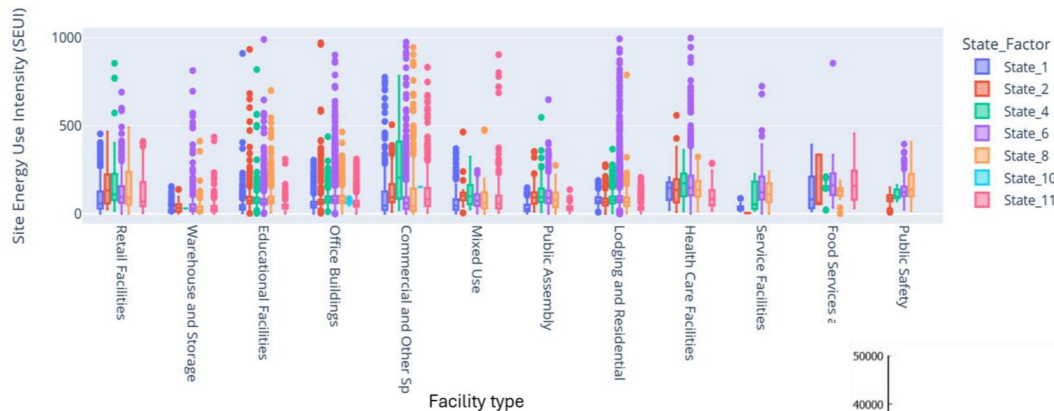 Site Energy Use Intensity (SEUI)
1000
500
0
Retail Facilities
Warehouse and Storage
Educational Facilities
Office Buildings
Commercial and Other Sp
Mixed Use
Public Assembly
Lodging and Residential
Health Care Facilities
Service Facilities
Food Services a
Public Safety
Facility type
State_Factor
State_1
State_2
State_4
State_6
State_8
State_10
State_11
50000
40000